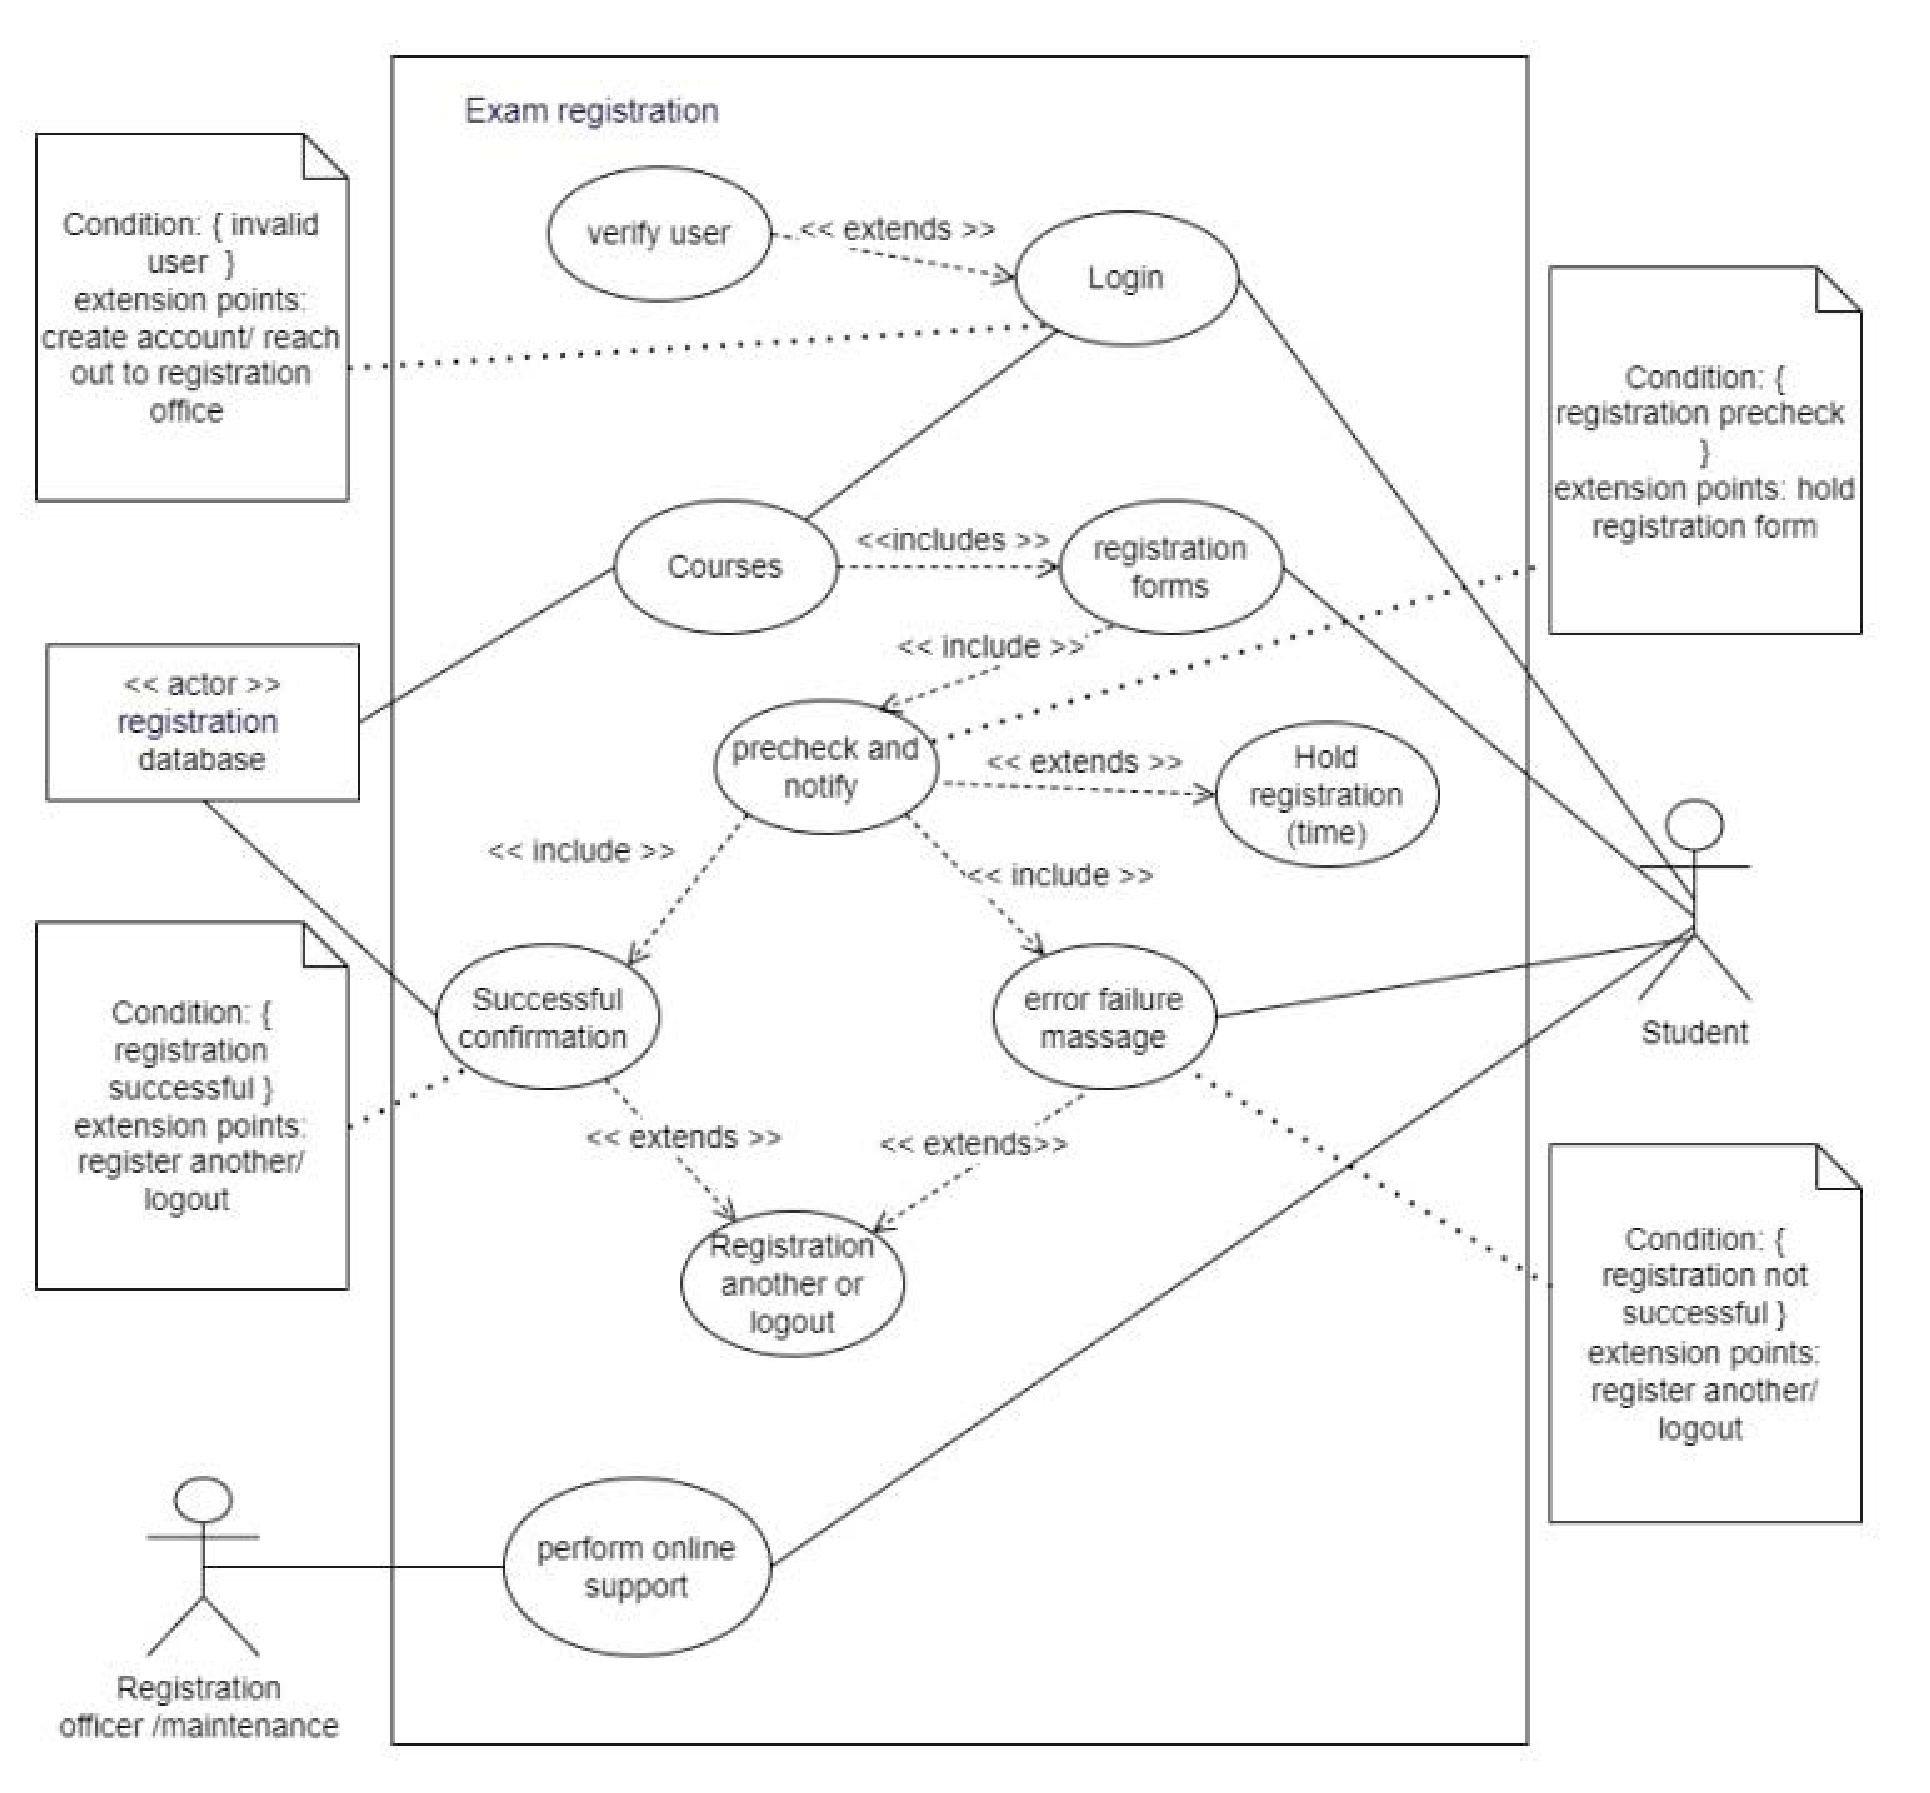 Exam registration
Condition: { invalid
user }
extension points:
create account/ reach
out to registration
office
verify user
<< extends >>
Login
Condition: {
registration precheck
}
extension points: hold
registration form
Courses
<<includes >>
registration
forms
<< include >>
<< actor >>
registration
database
precheck and
notify
<< extends >>
Hold
registration
(time)
<< include >>
<< include >>
Condition: {
registration
successful }
extension points:
register another/
logout
Successful
confirmation
error failure
massage
Student
<< extends >>
<< extends>>
Registration
another or
logout
Condition: {
registration not
successful }
extension points:
register another/
logout
perform online
support
Registration
officer /maintenance